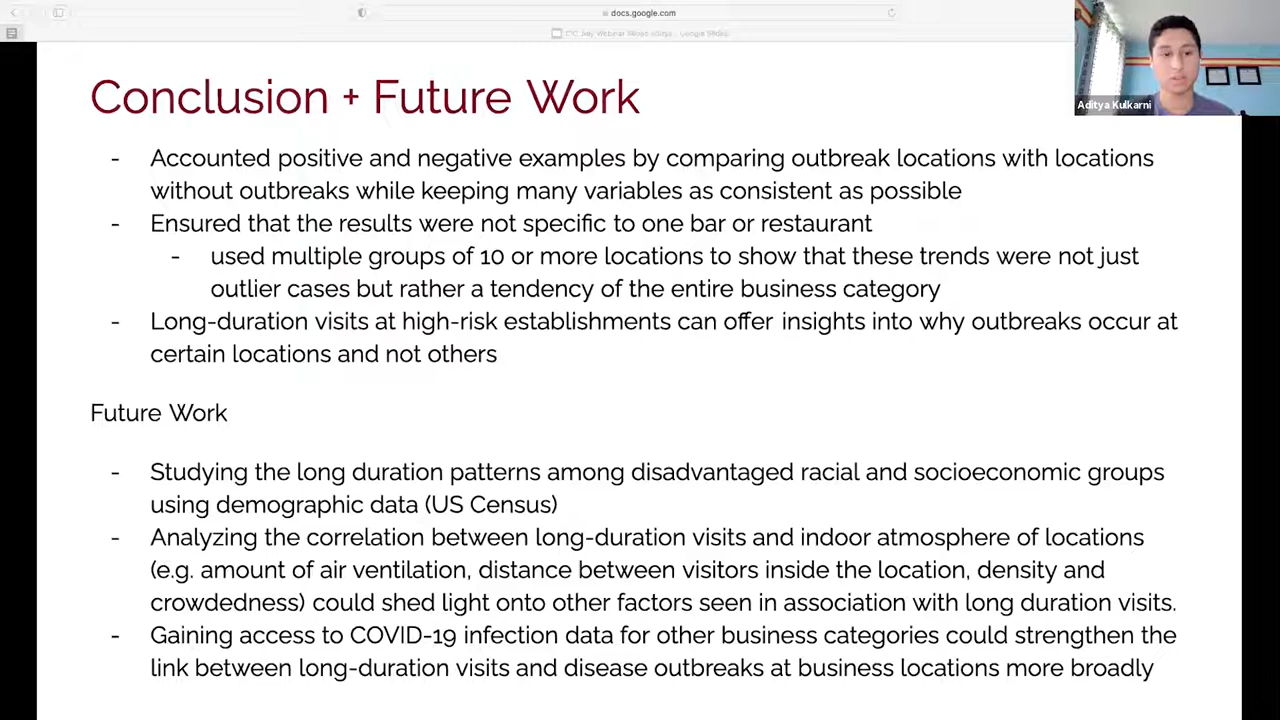 docs.google.com
Conclusion + Future Work
Aditya Kulkarni
- Accounted positive and negative examples by comparing outbreak locations with locations
without outbreaks while keeping many variables as consistent as possible
- Ensured that the results were not specific to one bar or restaurant
- used multiple groups of 10 or more locations to show that these trends were not just
outlier cases but rather a tendency of the entire business category
- Long-duration visits at high-risk establishments can offer insights into why outbreaks occur at
certain locations and not others
Future Work
- Studying the long duration patterns among disadvantaged racial and socioeconomic groups
using demographic data (US Census)
- Analyzing the correlation between long-duration visits and indoor atmosphere of locations
(e.g. amount of air ventilation, distance between visitors inside the location, density and
crowdedness) could shed light onto other factors seen in association with long duration visits.
- Gaining access to COVID-19 infection data for other business categories could strengthen the
link between long-duration visits and disease outbreaks at business locations more broadly